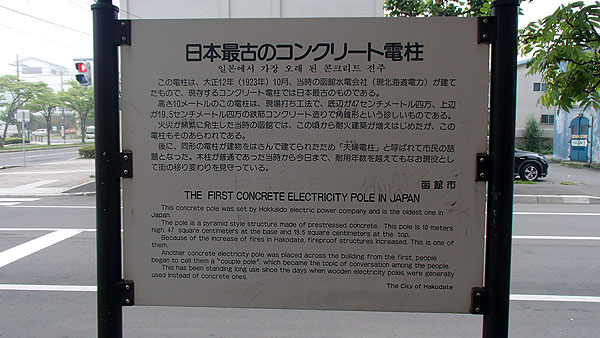 日本最古のコンクリート電柱
일본에서 가장 오래 된 콘크리트 전주
この電柱は、大正12年（1923年）10月、当時の函館水電会社（現北海道電力）が建て
たもので、現存するコンクリート電柱では日本最古のものである。
高さ10メートルのこの電柱は、現場打ち工法で、底辺が47センチメートル四方、上辺
が19.5センチメートル四方の鉄筋コンクリート造りで角錐形という珍しいものである。
火災が頻繁に発生した当時の函館では、この頃から耐火建築が増えはじめたが、この
電柱もそのあらわれである。
後に、同形の電柱が建物をはさんで建てられたため「夫婦電柱」と呼ばれて市民の話
題となった。木柱が普通であった当時から今日まで、耐用年数を越えてもなお現役とし
て街の移り変わりを見守っている。
函館市
THE FIRST CONCRETE ELECTRICITY POLE IN JAPAN
This concrete pole was set by Hokkaido electric power company and is the oldest one in
Japan.
The pole is a pyramid style structure made of prestressed concrete. This pole is 10 meters
high, 47 square centimeters at the base and 19.5 square centimeters at the top.
Because of the increase of fires in Hakodate, fireproof structures increased. This is one of
them.
Another concrete electricity pole was placed across the building from the first, people
began to call them a "couple pole", which became the topic of conversation among the people.
This has been standing long use since the days when wooden electricity poles were generally
used instead of concrete ones.
The City of Hakodate